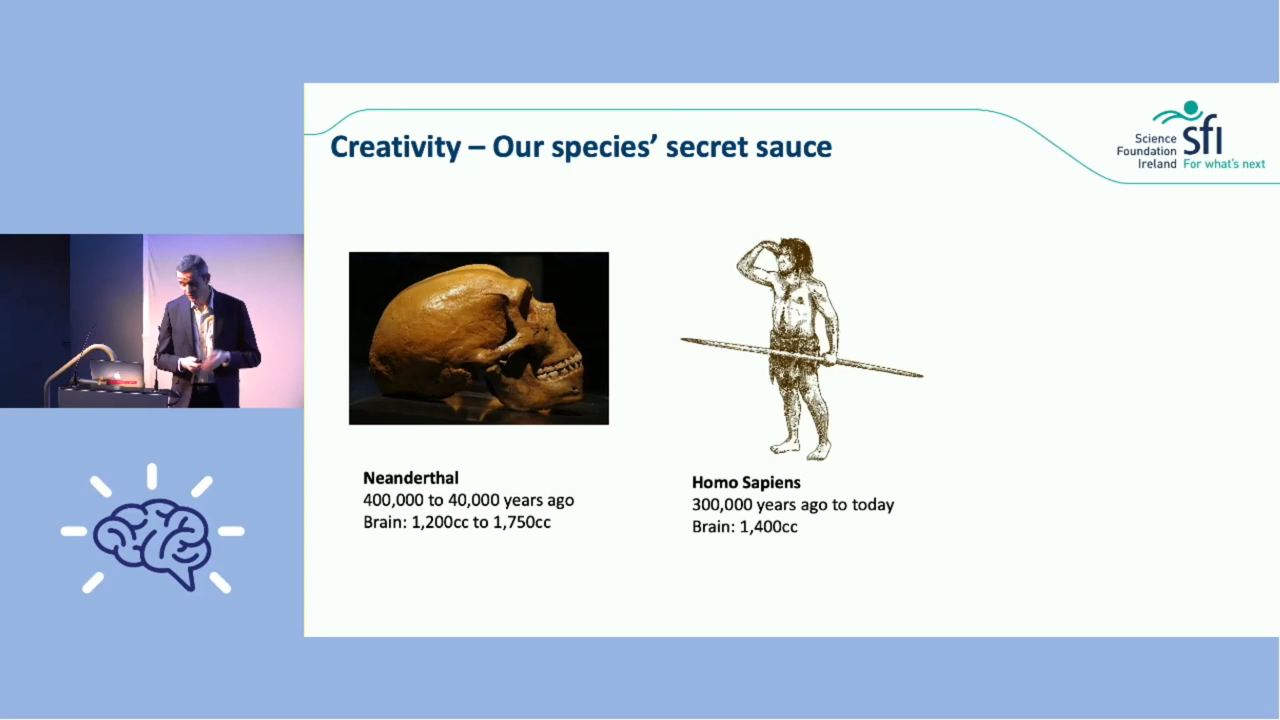 Creativity – Our species’ secret sauce
Science
Foundation
Ireland
sfi
For what's next
Neanderthal
400,000 to 40,000 years ago
Brain: 1,200cc to 1,750cc
Homo Sapiens
300,000 years ago to today
Brain: 1,400cc